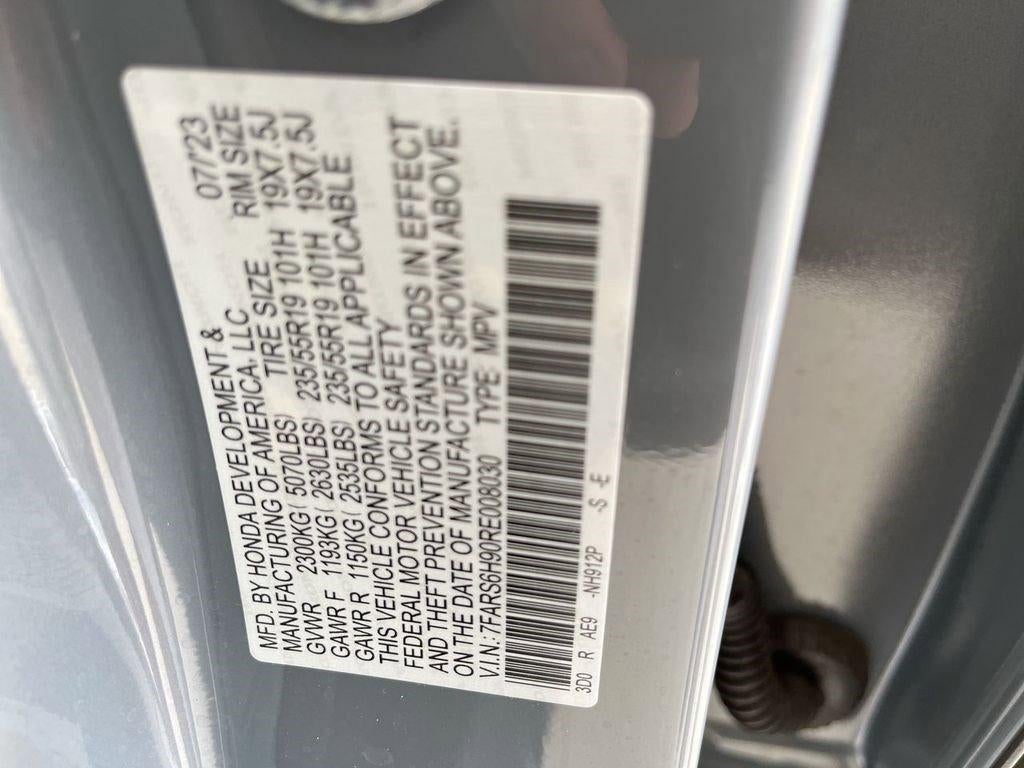 MFD. BY HONDA DEVELOPMENT &
MANUFACTURING OF AMERICA, LLC 07/23
GVWR 2300KG ( 5070LBS) TIRE SIZE RIM SIZE
GAWR F 1193KG ( 2630LBS) 235/55R19 101H 19X7.5J
GAWR R 1150KG ( 2535LBS) 235/55R19 101H 19X7.5J
THIS VEHICLE CONFORMS TO ALL APPLICABLE
FEDERAL MOTOR VEHICLE SAFETY
AND THEFT PREVENTION STANDARDS IN EFFECT
ON THE DATE OF MANUFACTURE SHOWN ABOVE.
V.I.N.: 7FARS6H90RE008030 TYPE: MPV
3D0 R AE9 -NH912P -S -E